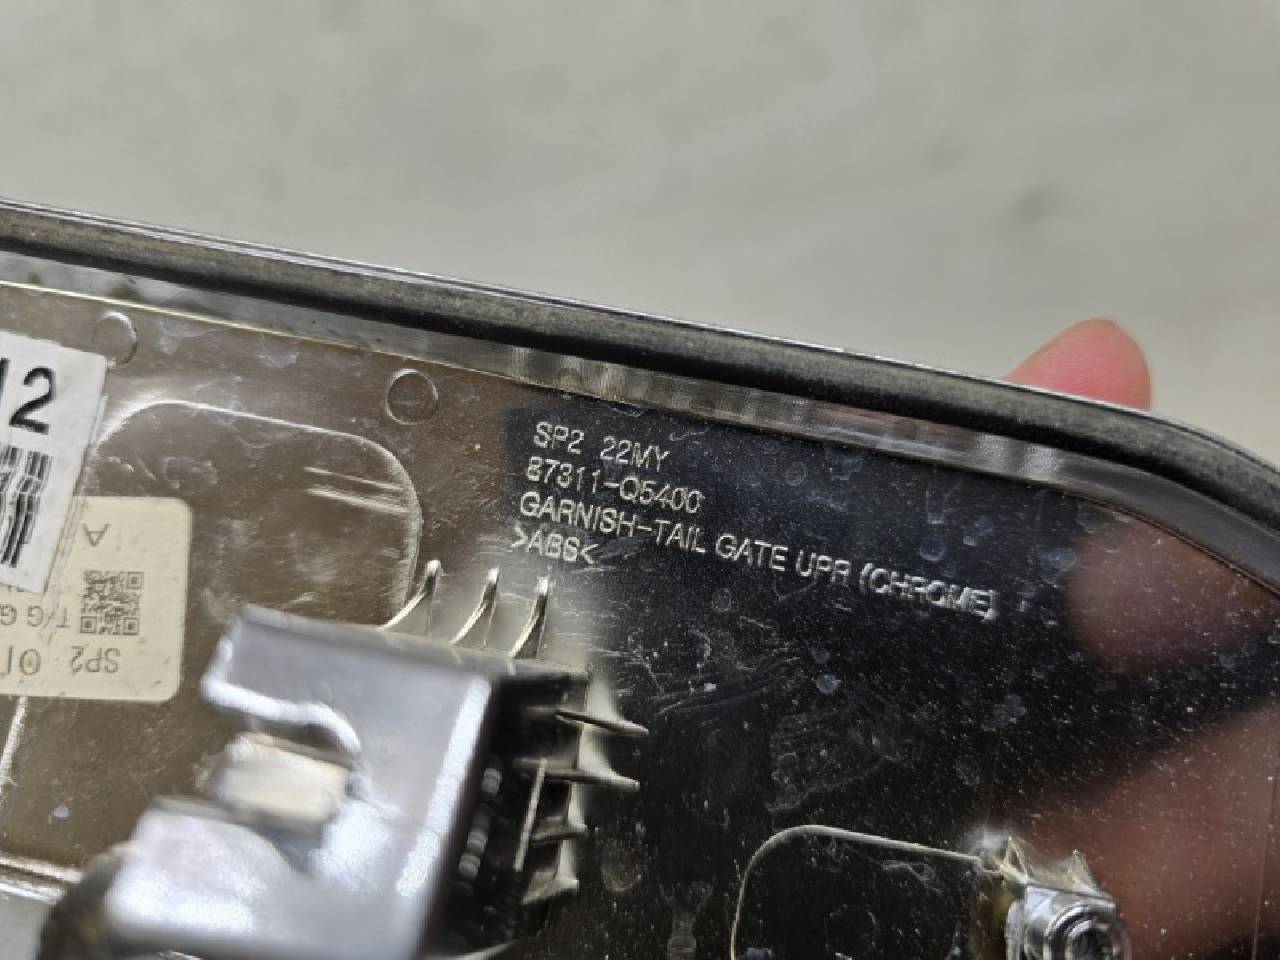 SP2 22MY
87311-Q5400
GARNISH-TAIL GATE UPR (CHROME)
>ABS<
12
A
T/G G
SP2